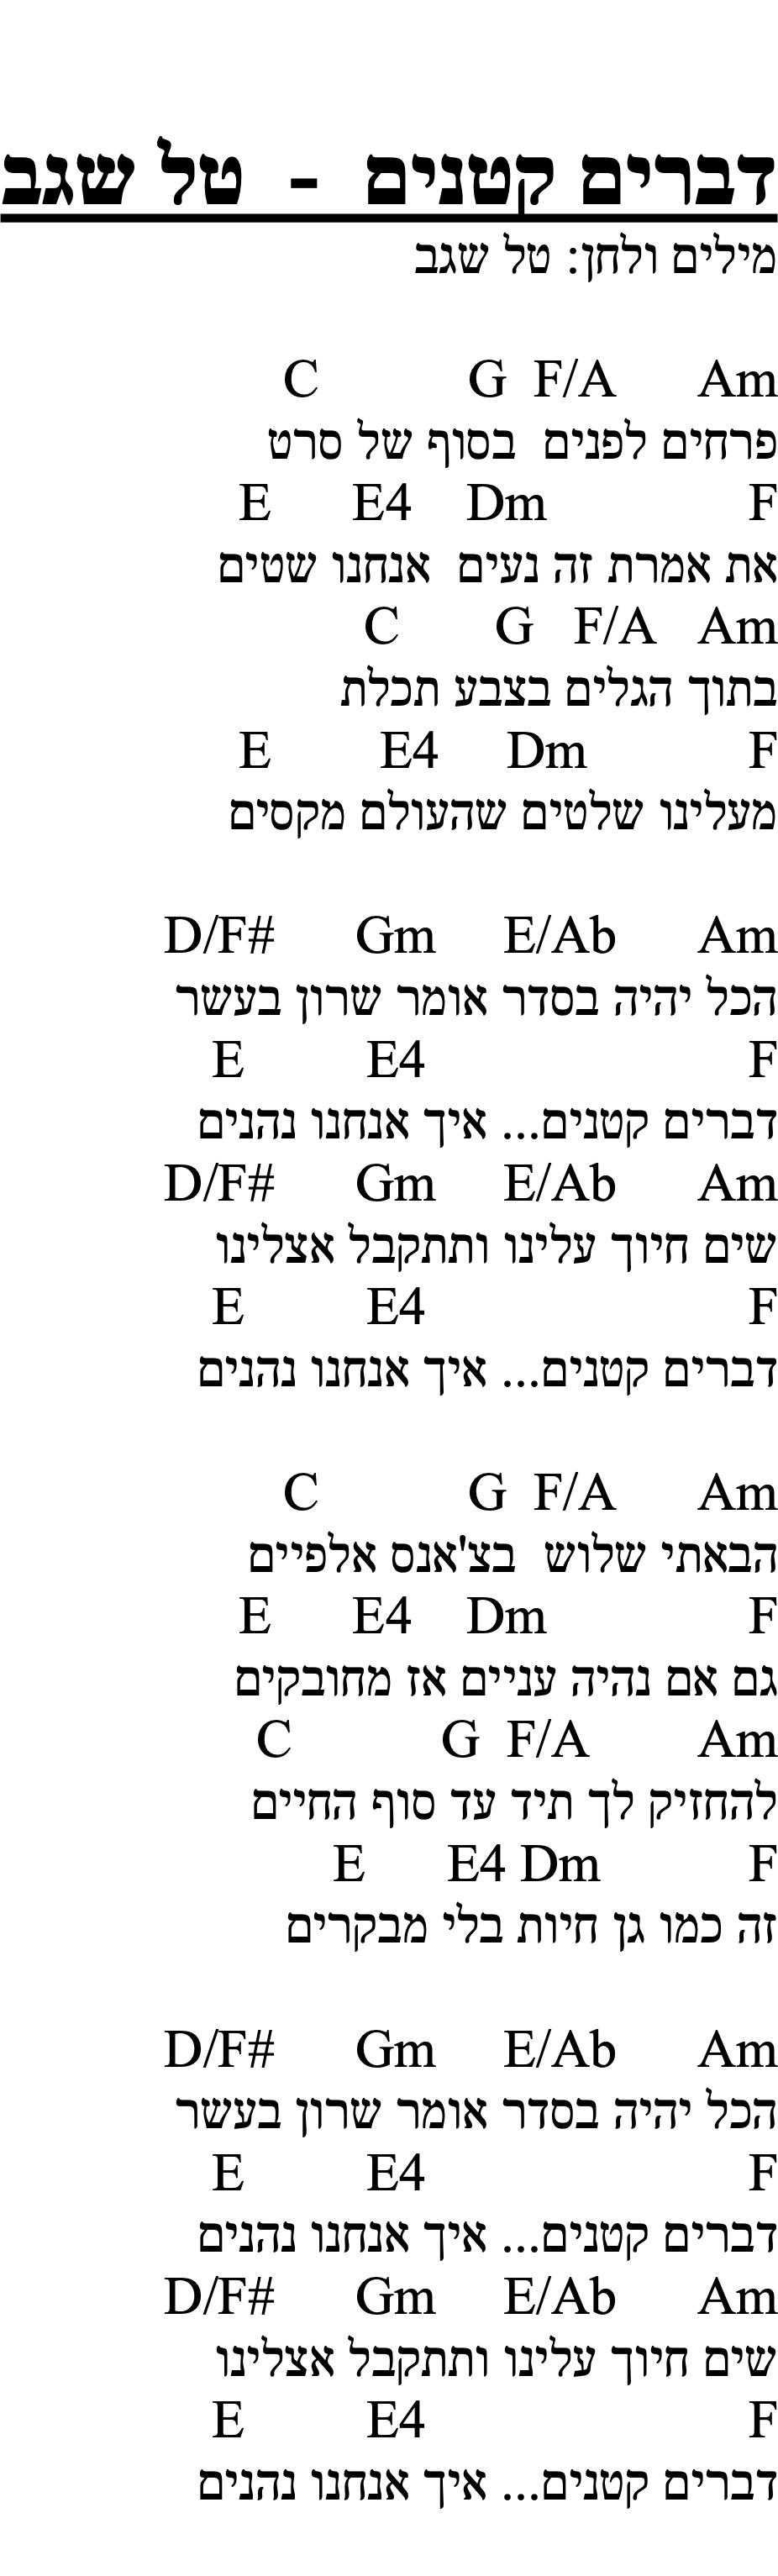 דברים קטנים - טל שגב
מילים ולחן: טל שגב
C G F/A Am
פרחים לפנים בסוף של סרט
E E4 Dm F
את אמרת זה נעים אנחנו שטים
C G F/A Am
בתוך הגלים בצבע תכלת
E E4 Dm F
מעלינו שלטים שהעולם מקסים
D/F# Gm E/Ab Am
הכל יהיה בסדר אומר שרון בעשר
E E4 F
דברים קטנים... איך אנחנו נהנים
D/F# Gm E/Ab Am
שים חיוך עלינו ותתקבל אצלינו
E E4 F
דברים קטנים... איך אנחנו נהנים
C G F/A Am
הבאתי שלוש בצ'אנס אלפיים
E E4 Dm F
גם אם נהיה עניים אז מחובקים
C G F/A Am
להחזיק לך תיד עד סוף החיים
E E4 Dm F
זה כמו גן חיות בלי מבקרים
D/F# Gm E/Ab Am
הכל יהיה בסדר אומר שרון בעשר
E E4 F
דברים קטנים... איך אנחנו נהנים
D/F# Gm E/Ab Am
שים חיוך עלינו ותתקבל אצלינו
E E4 F
דברים קטנים... איך אנחנו נהנים